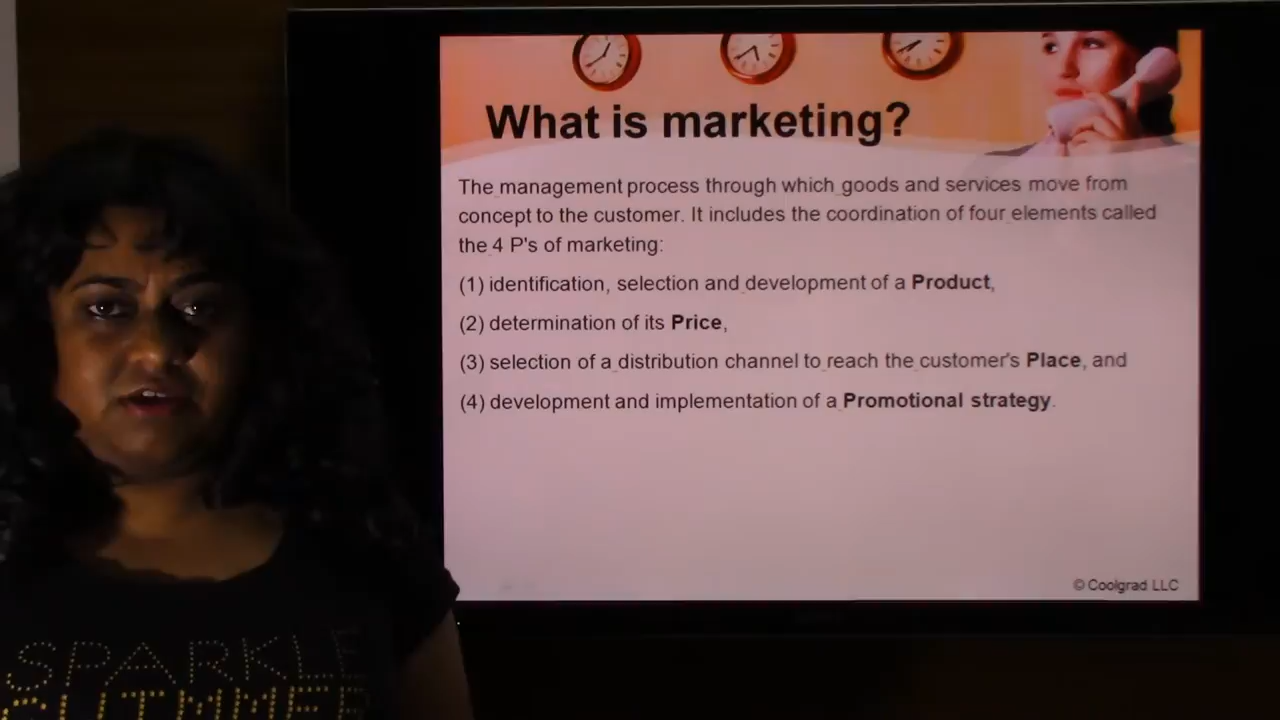 What is marketing?
The management process through which goods and services move from
concept to the customer. It includes the coordination of four elements called
the 4 P's of marketing:
(1) identification, selection and development of a Product,
(2) determination of its Price,
(3) selection of a distribution channel to reach the customer's Place, and
(4) development and implementation of a Promotional strategy.
© Coolgrad LLC
SPARKLE
SHIMMER